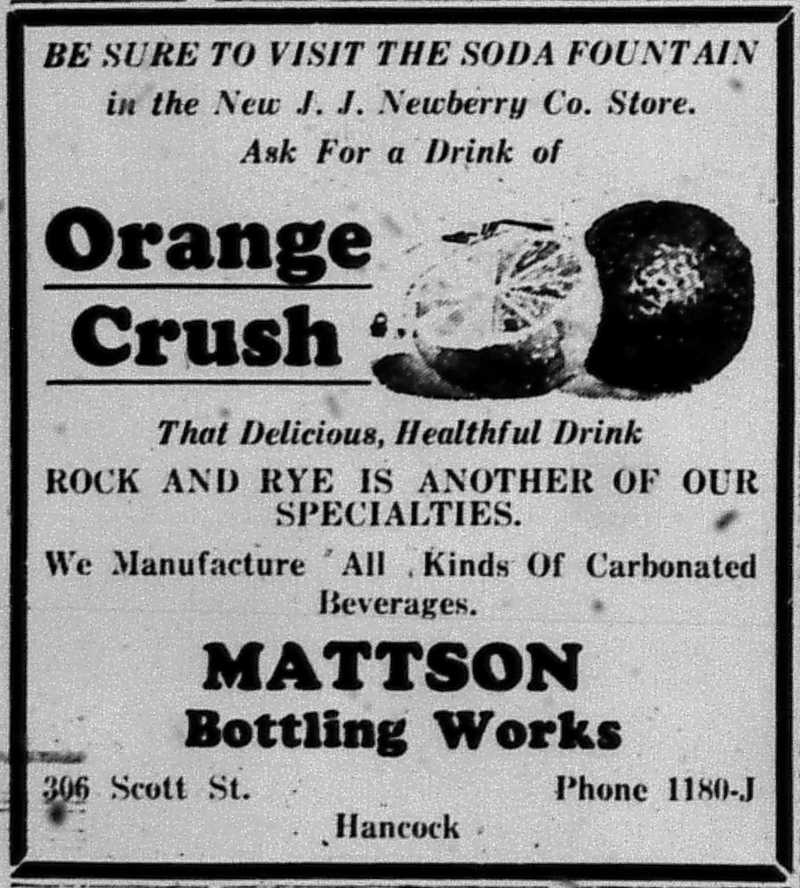 BE SURE TO VISIT THE SODA FOUNTAIN
in the New J. J. Newberry Co. Store.
Ask For a Drink of
Orange
Crush
That Delicious, Healthful Drink
ROCK AND RYE IS ANOTHER OF OUR
SPECIALTIES.
We Manufacture All Kinds Of Carbonated
Beverages.
MATTSON
Bottling Works
306 Scott St. Phone 1180-J
Hancock